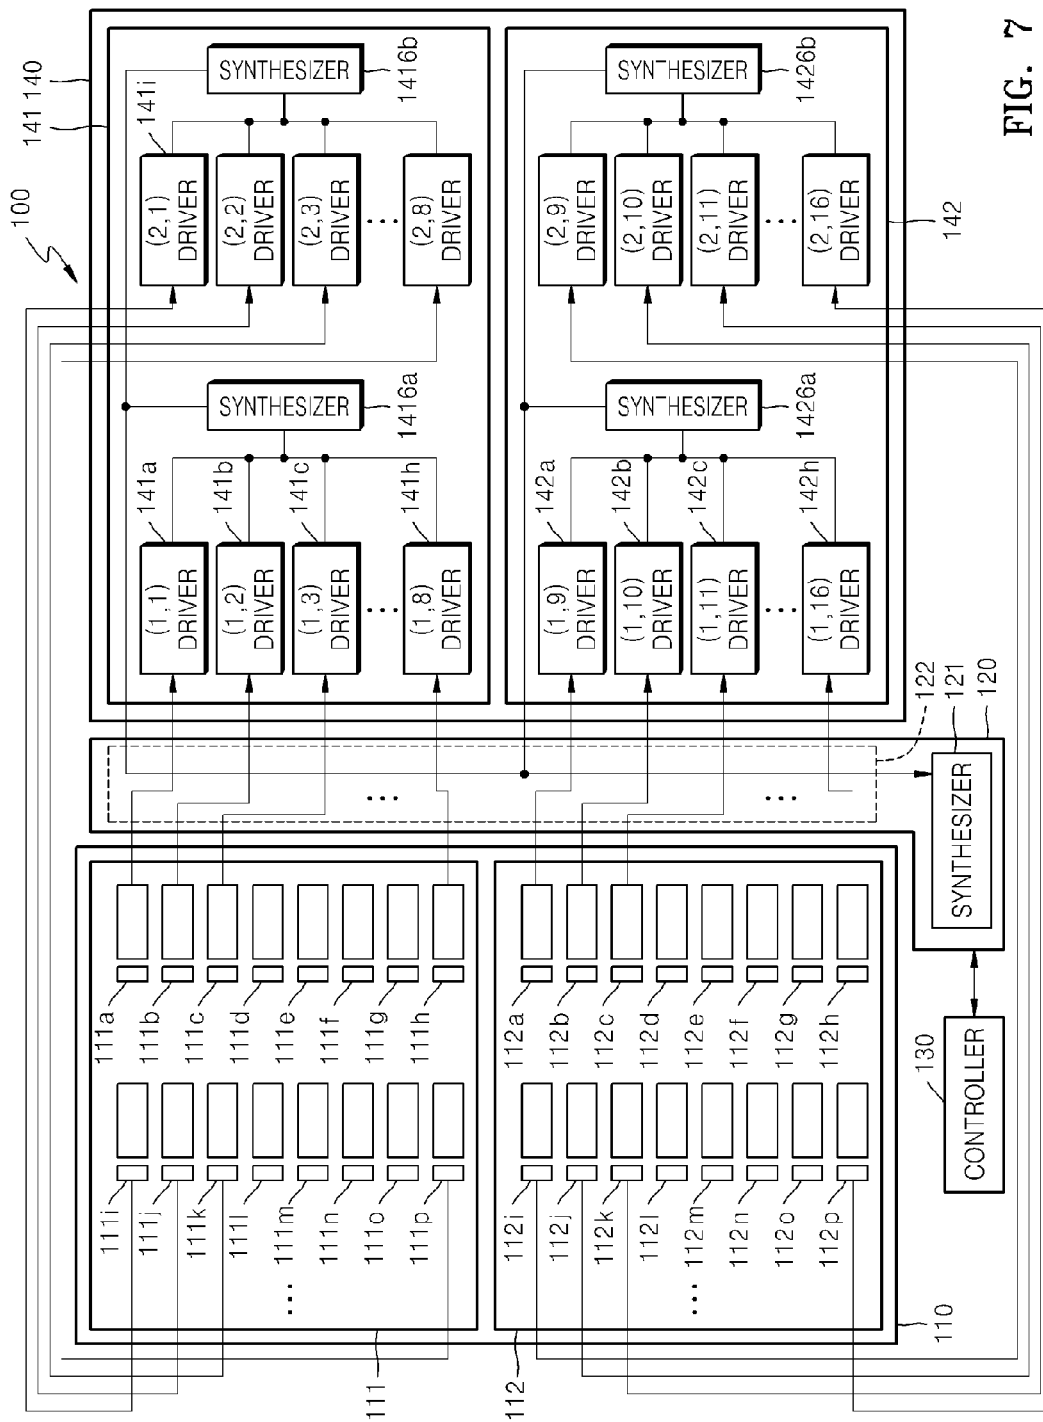 FIG. 7
100
141
140
141i
(2,1)
DRIVER
(2,2)
DRIVER
(2,3)
DRIVER
...
(2,8)
DRIVER
SYNTHESIZER
1416b
(2,9)
DRIVER
(2,10)
DRIVER
(2,11)
DRIVER
...
(2,16)
DRIVER
SYNTHESIZER
1426b
142
SYNTHESIZER
1416a
SYNTHESIZER
1426a
141a
141b
141c
141h
142a
142b
142c
142h
(1,1)
DRIVER
(1,2)
DRIVER
(1,3)
DRIVER
...
(1,8)
DRIVER
(1,9)
DRIVER
(1,10)
DRIVER
(1,11)
DRIVER
...
(1,16)
DRIVER
...
...
122
121
120
SYNTHESIZER
111a
111b
111c
111d
111e
111f
111g
111h
112a
112b
112c
112d
112e
112f
112g
112h
130
CONTROLLER
111i
111j
111k
111l
111m
111n
111o
111p
112i
112j
112k
112l
112m
112n
112o
112p
...
...
111
112
110